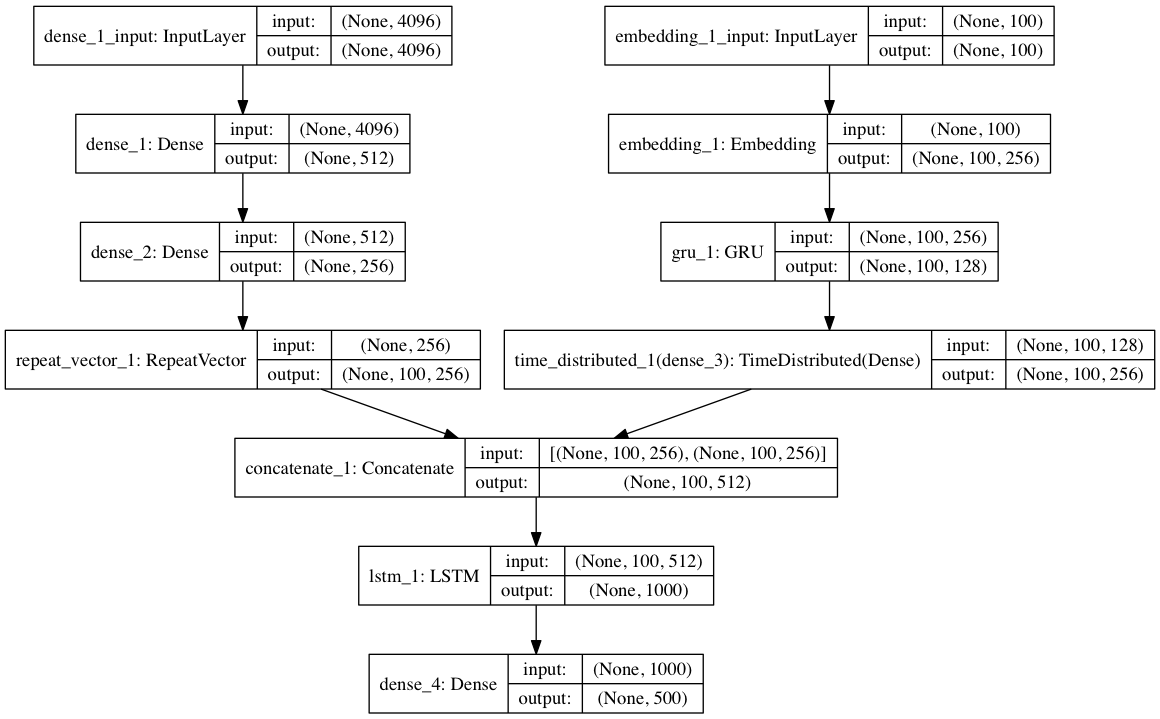 dense_1_input: InputLayer
input: (None, 4096)
output: (None, 4096)
embedding_1_input: InputLayer
input: (None, 100)
output: (None, 100)
dense_1: Dense
input: (None, 4096)
output: (None, 512)
embedding_1: Embedding
input: (None, 100)
output: (None, 100, 256)
dense_2: Dense
input: (None, 512)
output: (None, 256)
gru_1: GRU
input: (None, 100, 256)
output: (None, 100, 128)
repeat_vector_1: RepeatVector
input: (None, 256)
output: (None, 100, 256)
time_distributed_1(dense_3): TimeDistributed(Dense)
input: (None, 100, 128)
output: (None, 100, 256)
concatenate_1: Concatenate
input: [(None, 100, 256), (None, 100, 256)]
output: (None, 100, 512)
lstm_1: LSTM
input: (None, 100, 512)
output: (None, 1000)
dense_4: Dense
input: (None, 1000)
output: (None, 500)